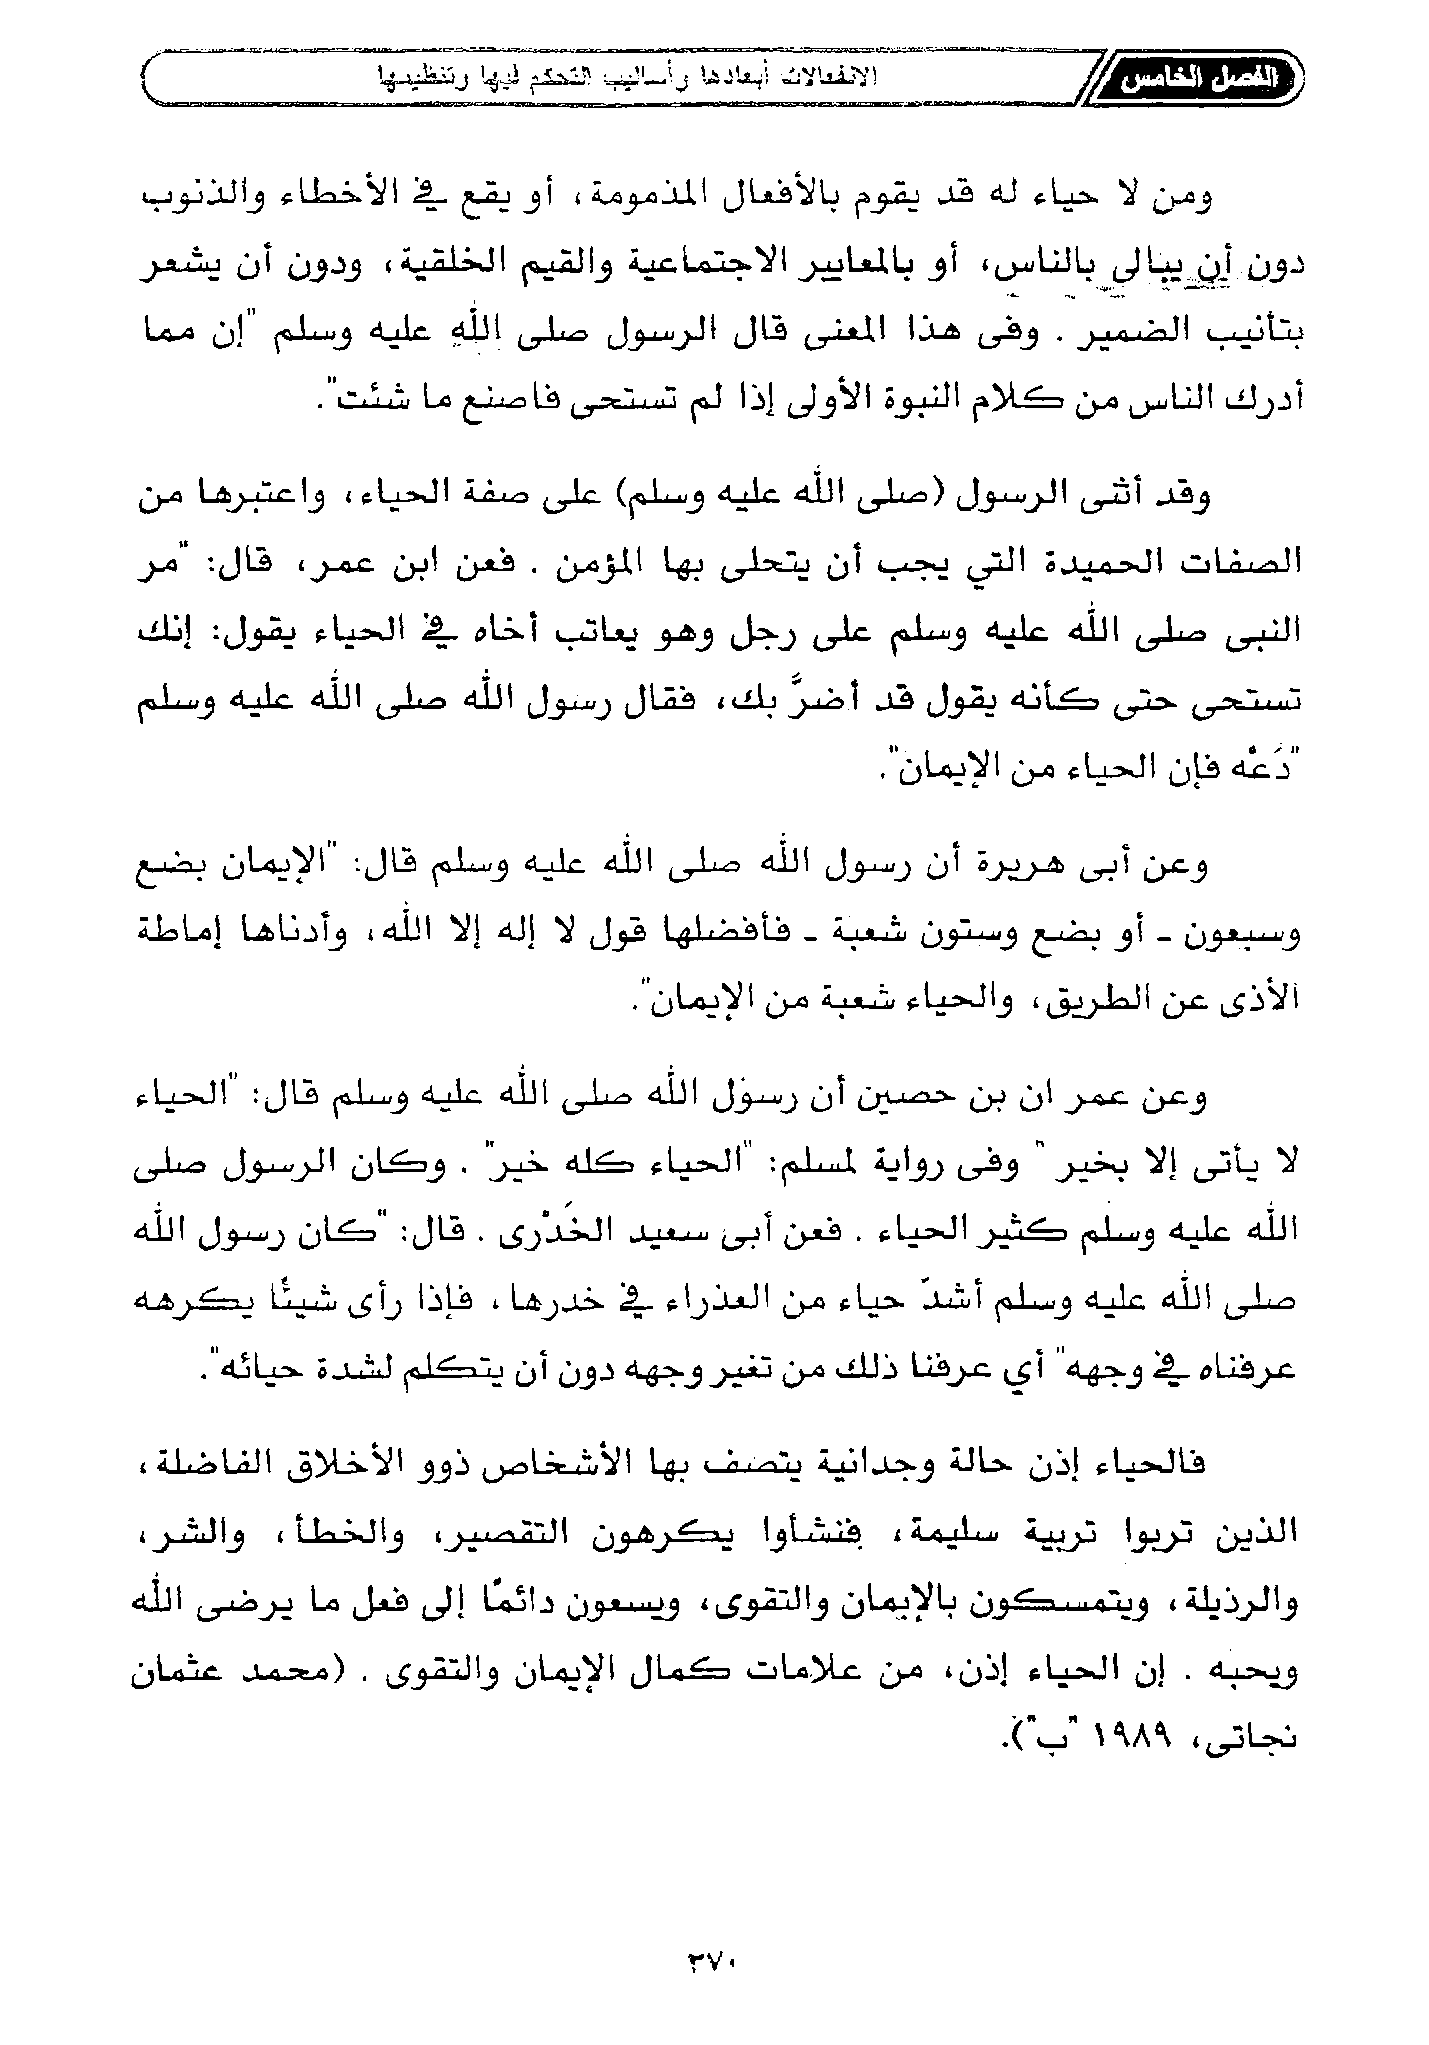 الفصل الخامس
الانفعالات أبعادها وأساليب التحكم فيها وتنظيمها
ومن لا حياء له قد يقوم بالأفعال المذمومة، أو يقع في الأخطاء والذنوب
دون أن يبالي بالناس، أو بالمعايير الاجتماعية والقيم الخلقية، ودون أن يشعر
بتأنيب الضمير . وفى هذا المعنى قال الرسول صلى الله عليه وسلم "إن مما
أدرك الناس من كلام النبوة الأولى إذا لم تستحى فاصنع ما شئت".
وقد أثنى الرسول (صلى الله عليه وسلم) على صفة الحياء، واعتبرها من
الصفات الحميدة التي يجب أن يتحلى بها المؤمن . فعن ابن عمر، قال: "مر
النبى صلى الله عليه وسلم على رجل وهو يعاتب أخاه في الحياء يقول: إنك
تستحى حتى كأنه يقول قد أضرَّ بك، فقال رسول الله صلى الله عليه وسلم
"دَعْه فإن الحياء من الإيمان".
وعن أبى هريرة أن رسول الله صلى الله عليه وسلم قال: "الإيمان بضع
وسبعون - أو بضع وستون شعبة - فأفضلها قول لا إله إلا الله، وأدناها إماطة
الأذى عن الطريق، والحياء شعبة من الإيمان".
وعن عمر ان بن حصين أن رسول الله صلى الله عليه وسلم قال: "الحياء
لا يأتى إلا بخير" وفى رواية لمسلم: "الحياء كله خير" . وكان الرسول صلى
الله عليه وسلم كثير الحياء . فعن أبى سعيد الخَدْرى . قال: "كان رسول الله
صلى الله عليه وسلم أشدّ حياء من العذراء في خدرها، فإذا رأى شيئًا يكرهه
عرفناه في وجهه" أي عرفنا ذلك من تغير وجهه دون أن يتكلم لشدة حيائه".
فالحياء إذن حالة وجدانية يتصف بها الأشخاص ذوو الأخلاق الفاضلة،
الذين تربوا تربية سليمة، فنشأوا يكرهون التقصير، والخطأ، والشر،
والرذيلة، ويتمسكون بالإيمان والتقوى، ويسعون دائمًا إلى فعل ما يرضى الله
ويحبه . إن الحياء إذن، من علامات كمال الإيمان والتقوى . (محمد عثمان
نجاتى، ١٩٨٩ "ب").
٢٧٠